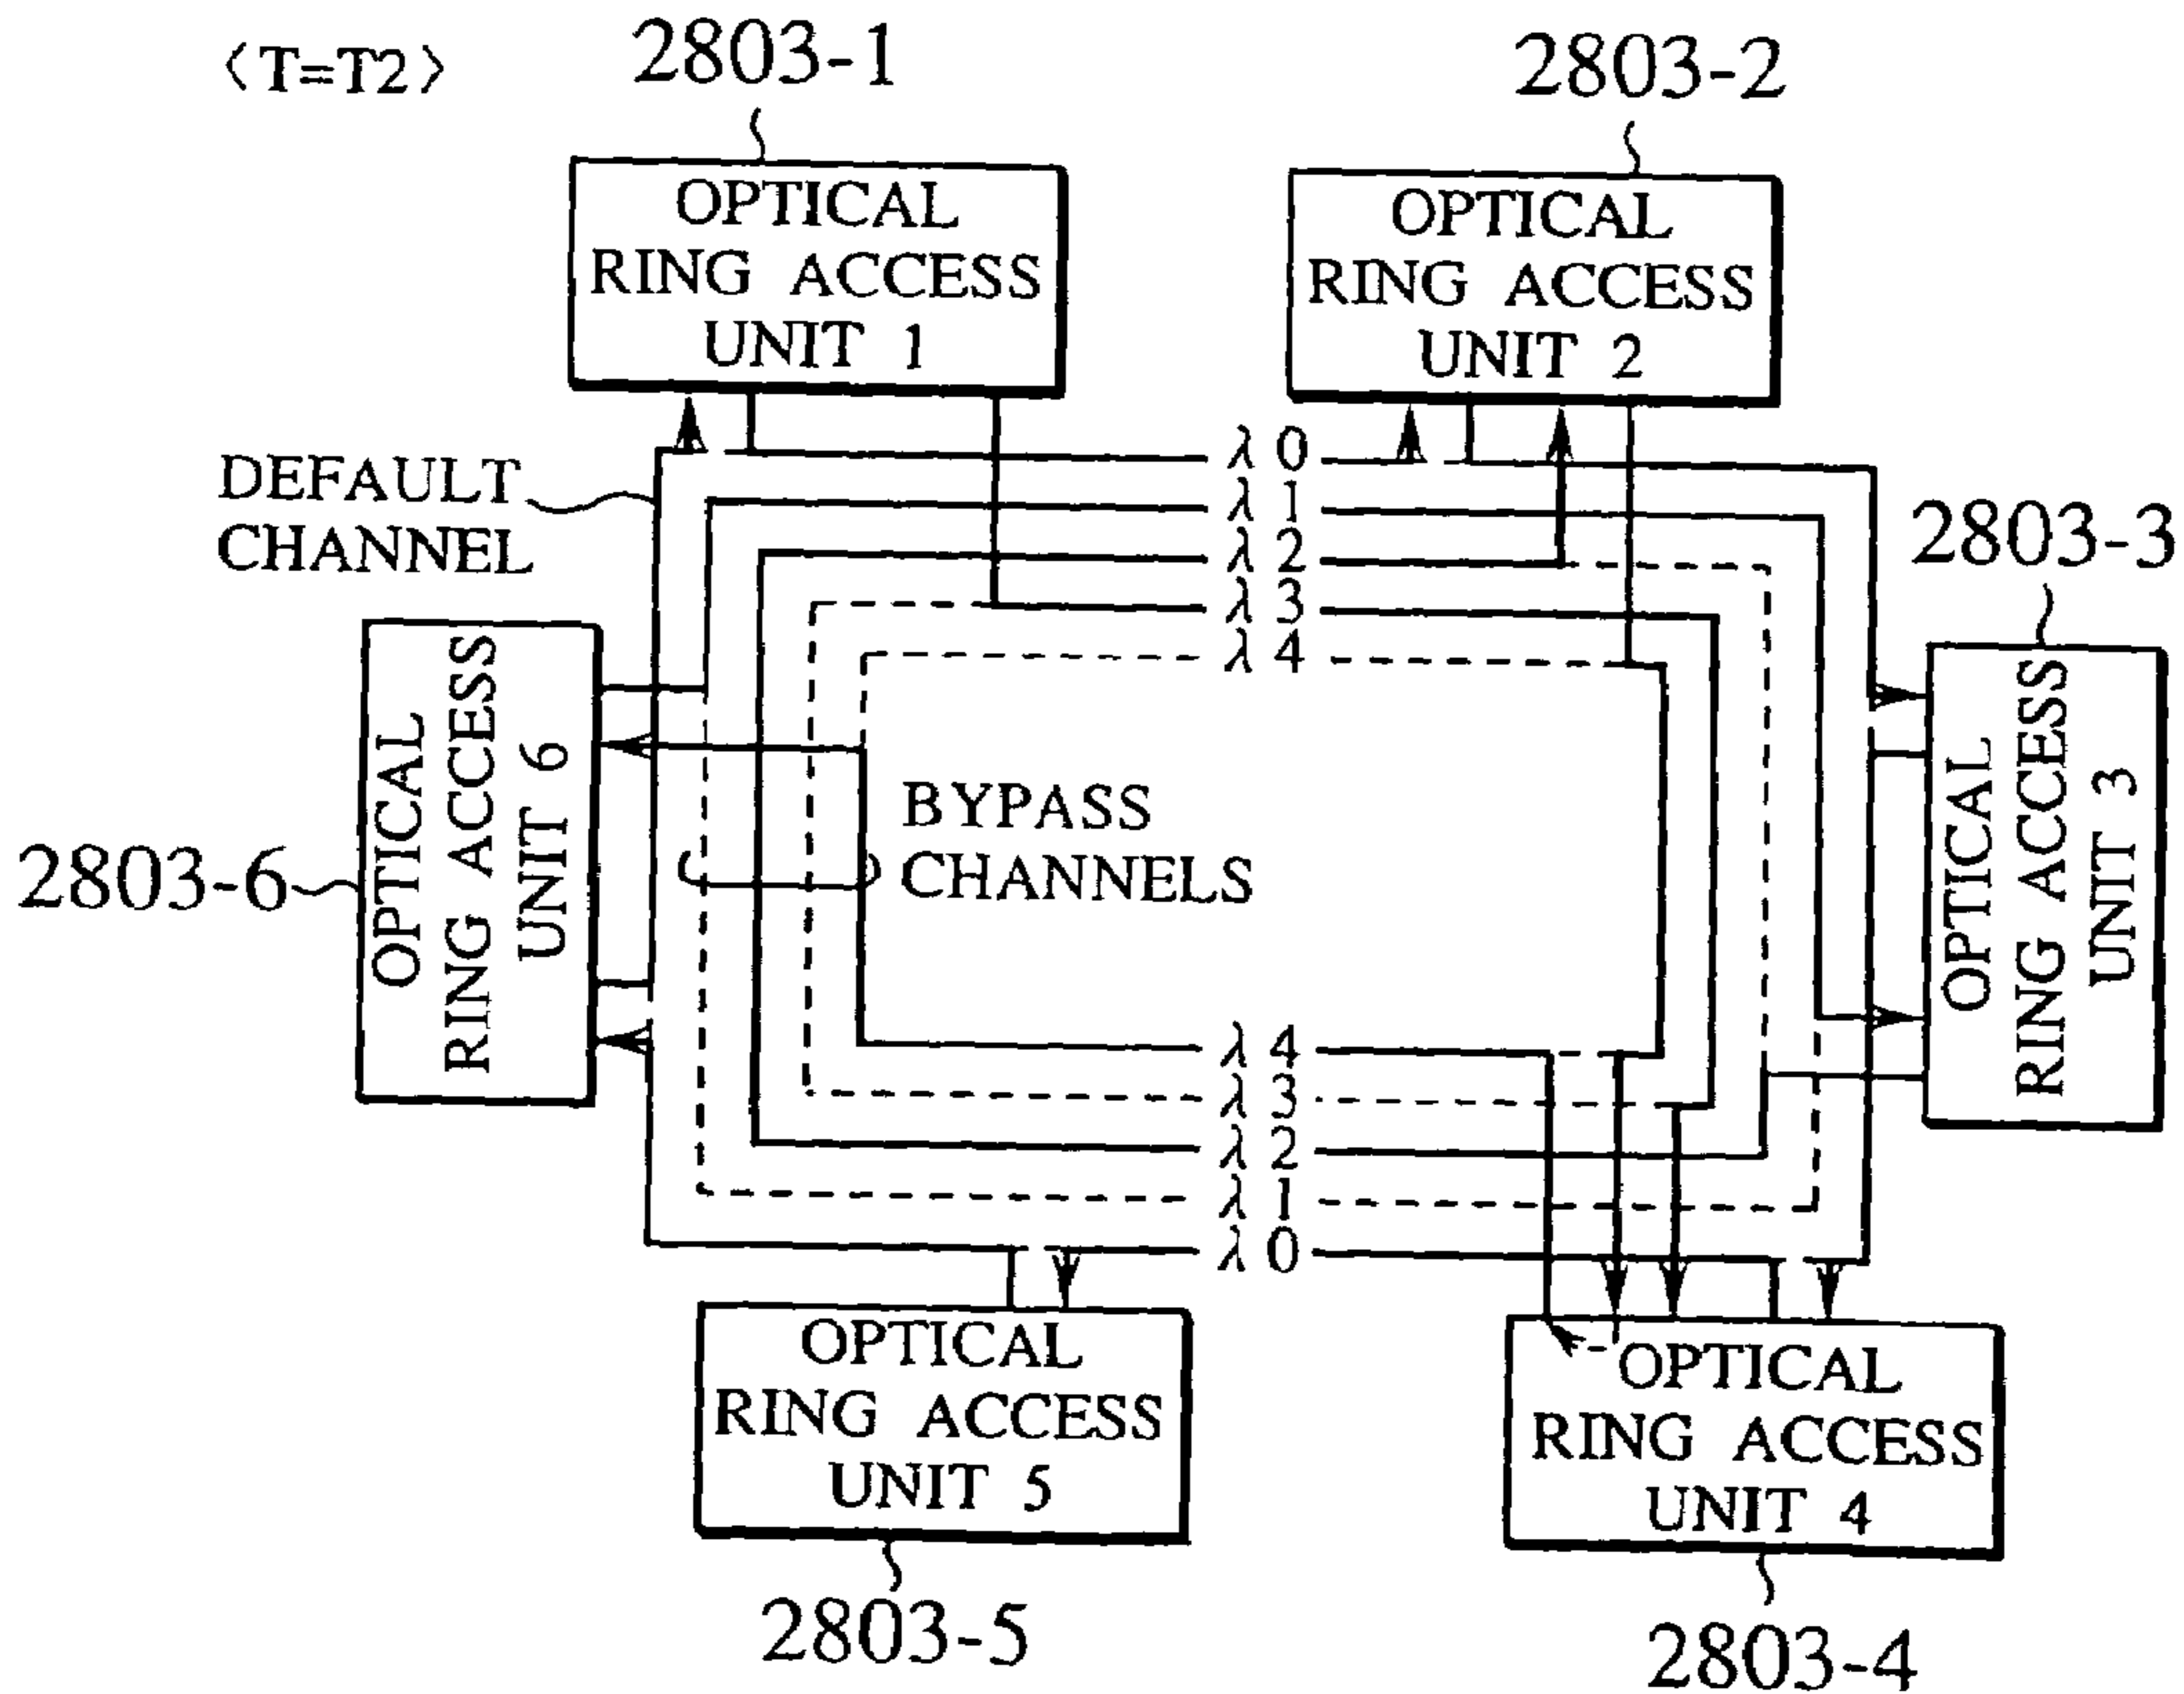 〈T=T2〉
2803-1
2803-2
OPTICAL
RING ACCESS
UNIT 1
OPTICAL
RING ACCESS
UNIT 2
DEFAULT
CHANNEL
λ 0
λ 1
λ 2
λ 3
λ 4
2803-3
OPTICAL
RING ACCESS
UNIT 6
2803-6
BYPASS
CHANNELS
OPTICAL
RING ACCESS
UNIT 3
λ 4
λ 3
λ 2
λ 1
λ 0
OPTICAL
RING ACCESS
UNIT 5
OPTICAL
RING ACCESS
UNIT 4
2803-5
2803-4